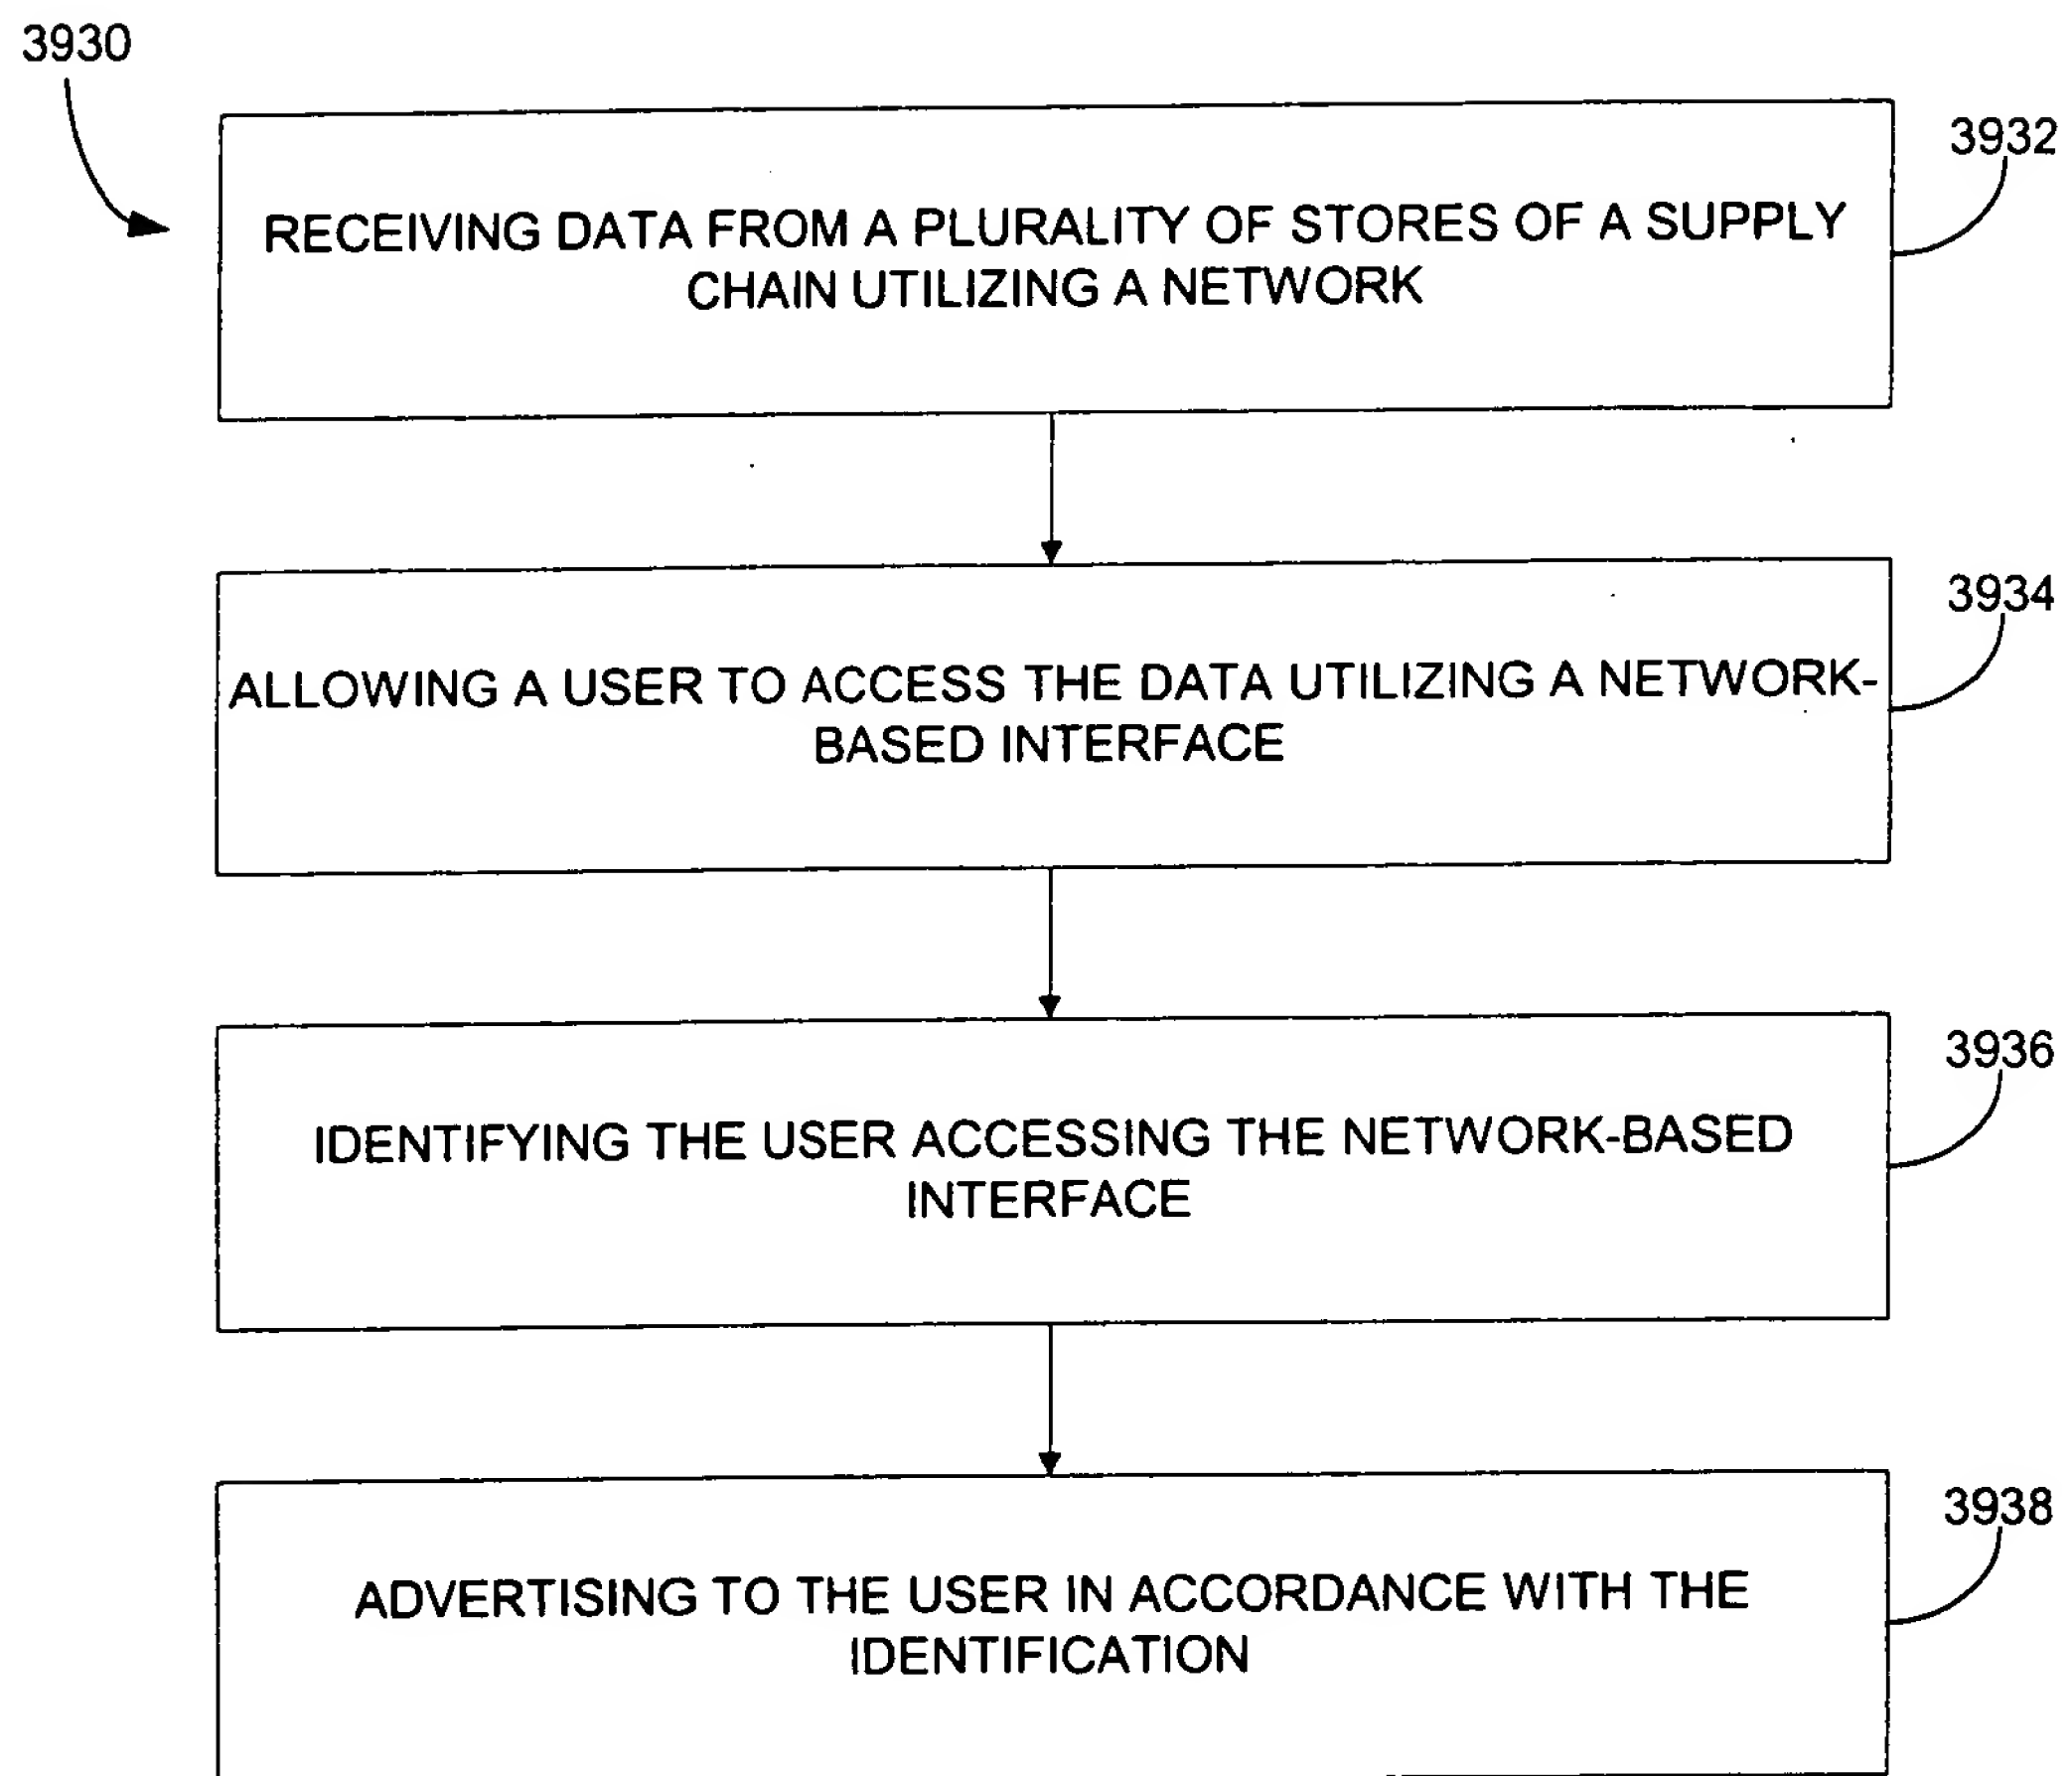 3930
3932
RECEIVING DATA FROM A PLURALITY OF STORES OF A SUPPLY
CHAIN UTILIZING A NETWORK
3934
ALLOWING A USER TO ACCESS THE DATA UTILIZING A NETWORK-
BASED INTERFACE
3936
IDENTIFYING THE USER ACCESSING THE NETWORK-BASED
INTERFACE
3938
ADVERTISING TO THE USER IN ACCORDANCE WITH THE
IDENTIFICATION